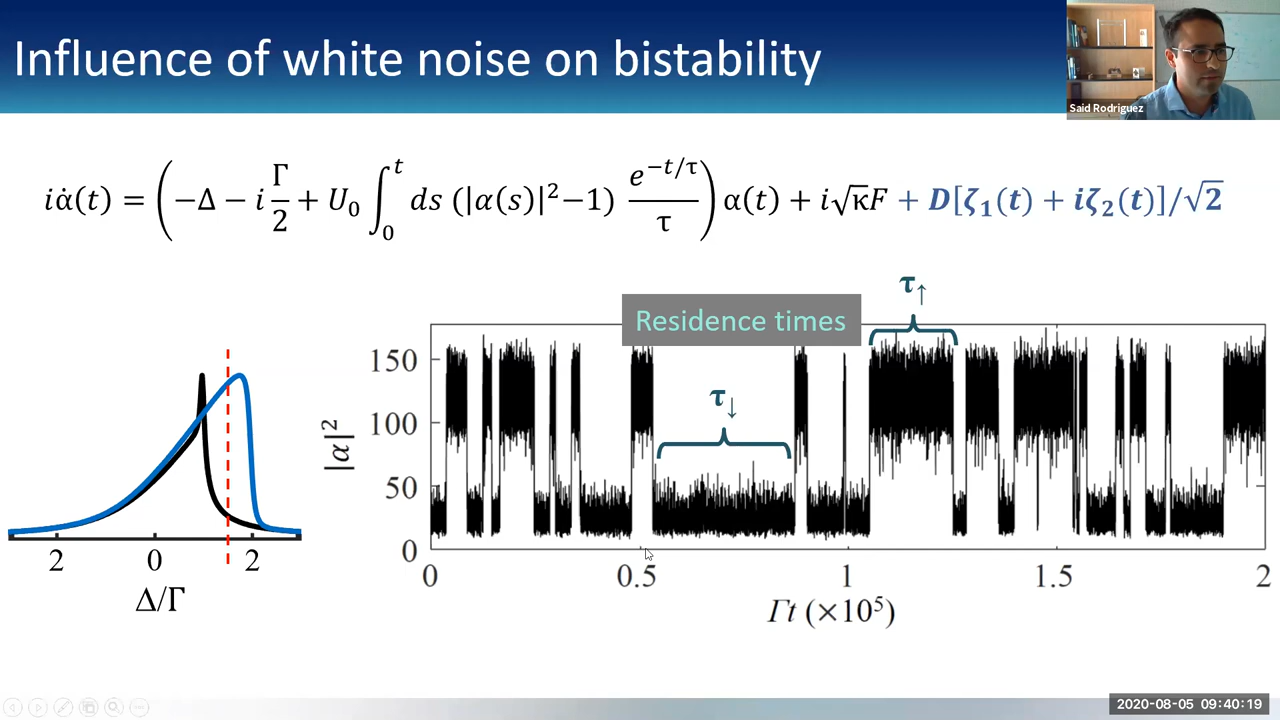 Influence of white noise on bistability
Said Rodriguez
iα̇(t) = (−Δ − i Γ/2 + U₀ ∫₀ᵗ ds (|α(s)|²−1) e^{−t/τ}/τ) α(t) + i√κF + D[ζ₁(t) + iζ₂(t)]/√2
τ↑
Residence times
τ↓
|α|²
150
100
50
0
0 0.5 1 1.5 2
Γt (×10⁵)
2 0 2
Δ/Γ
2020-08-05 09:40:19